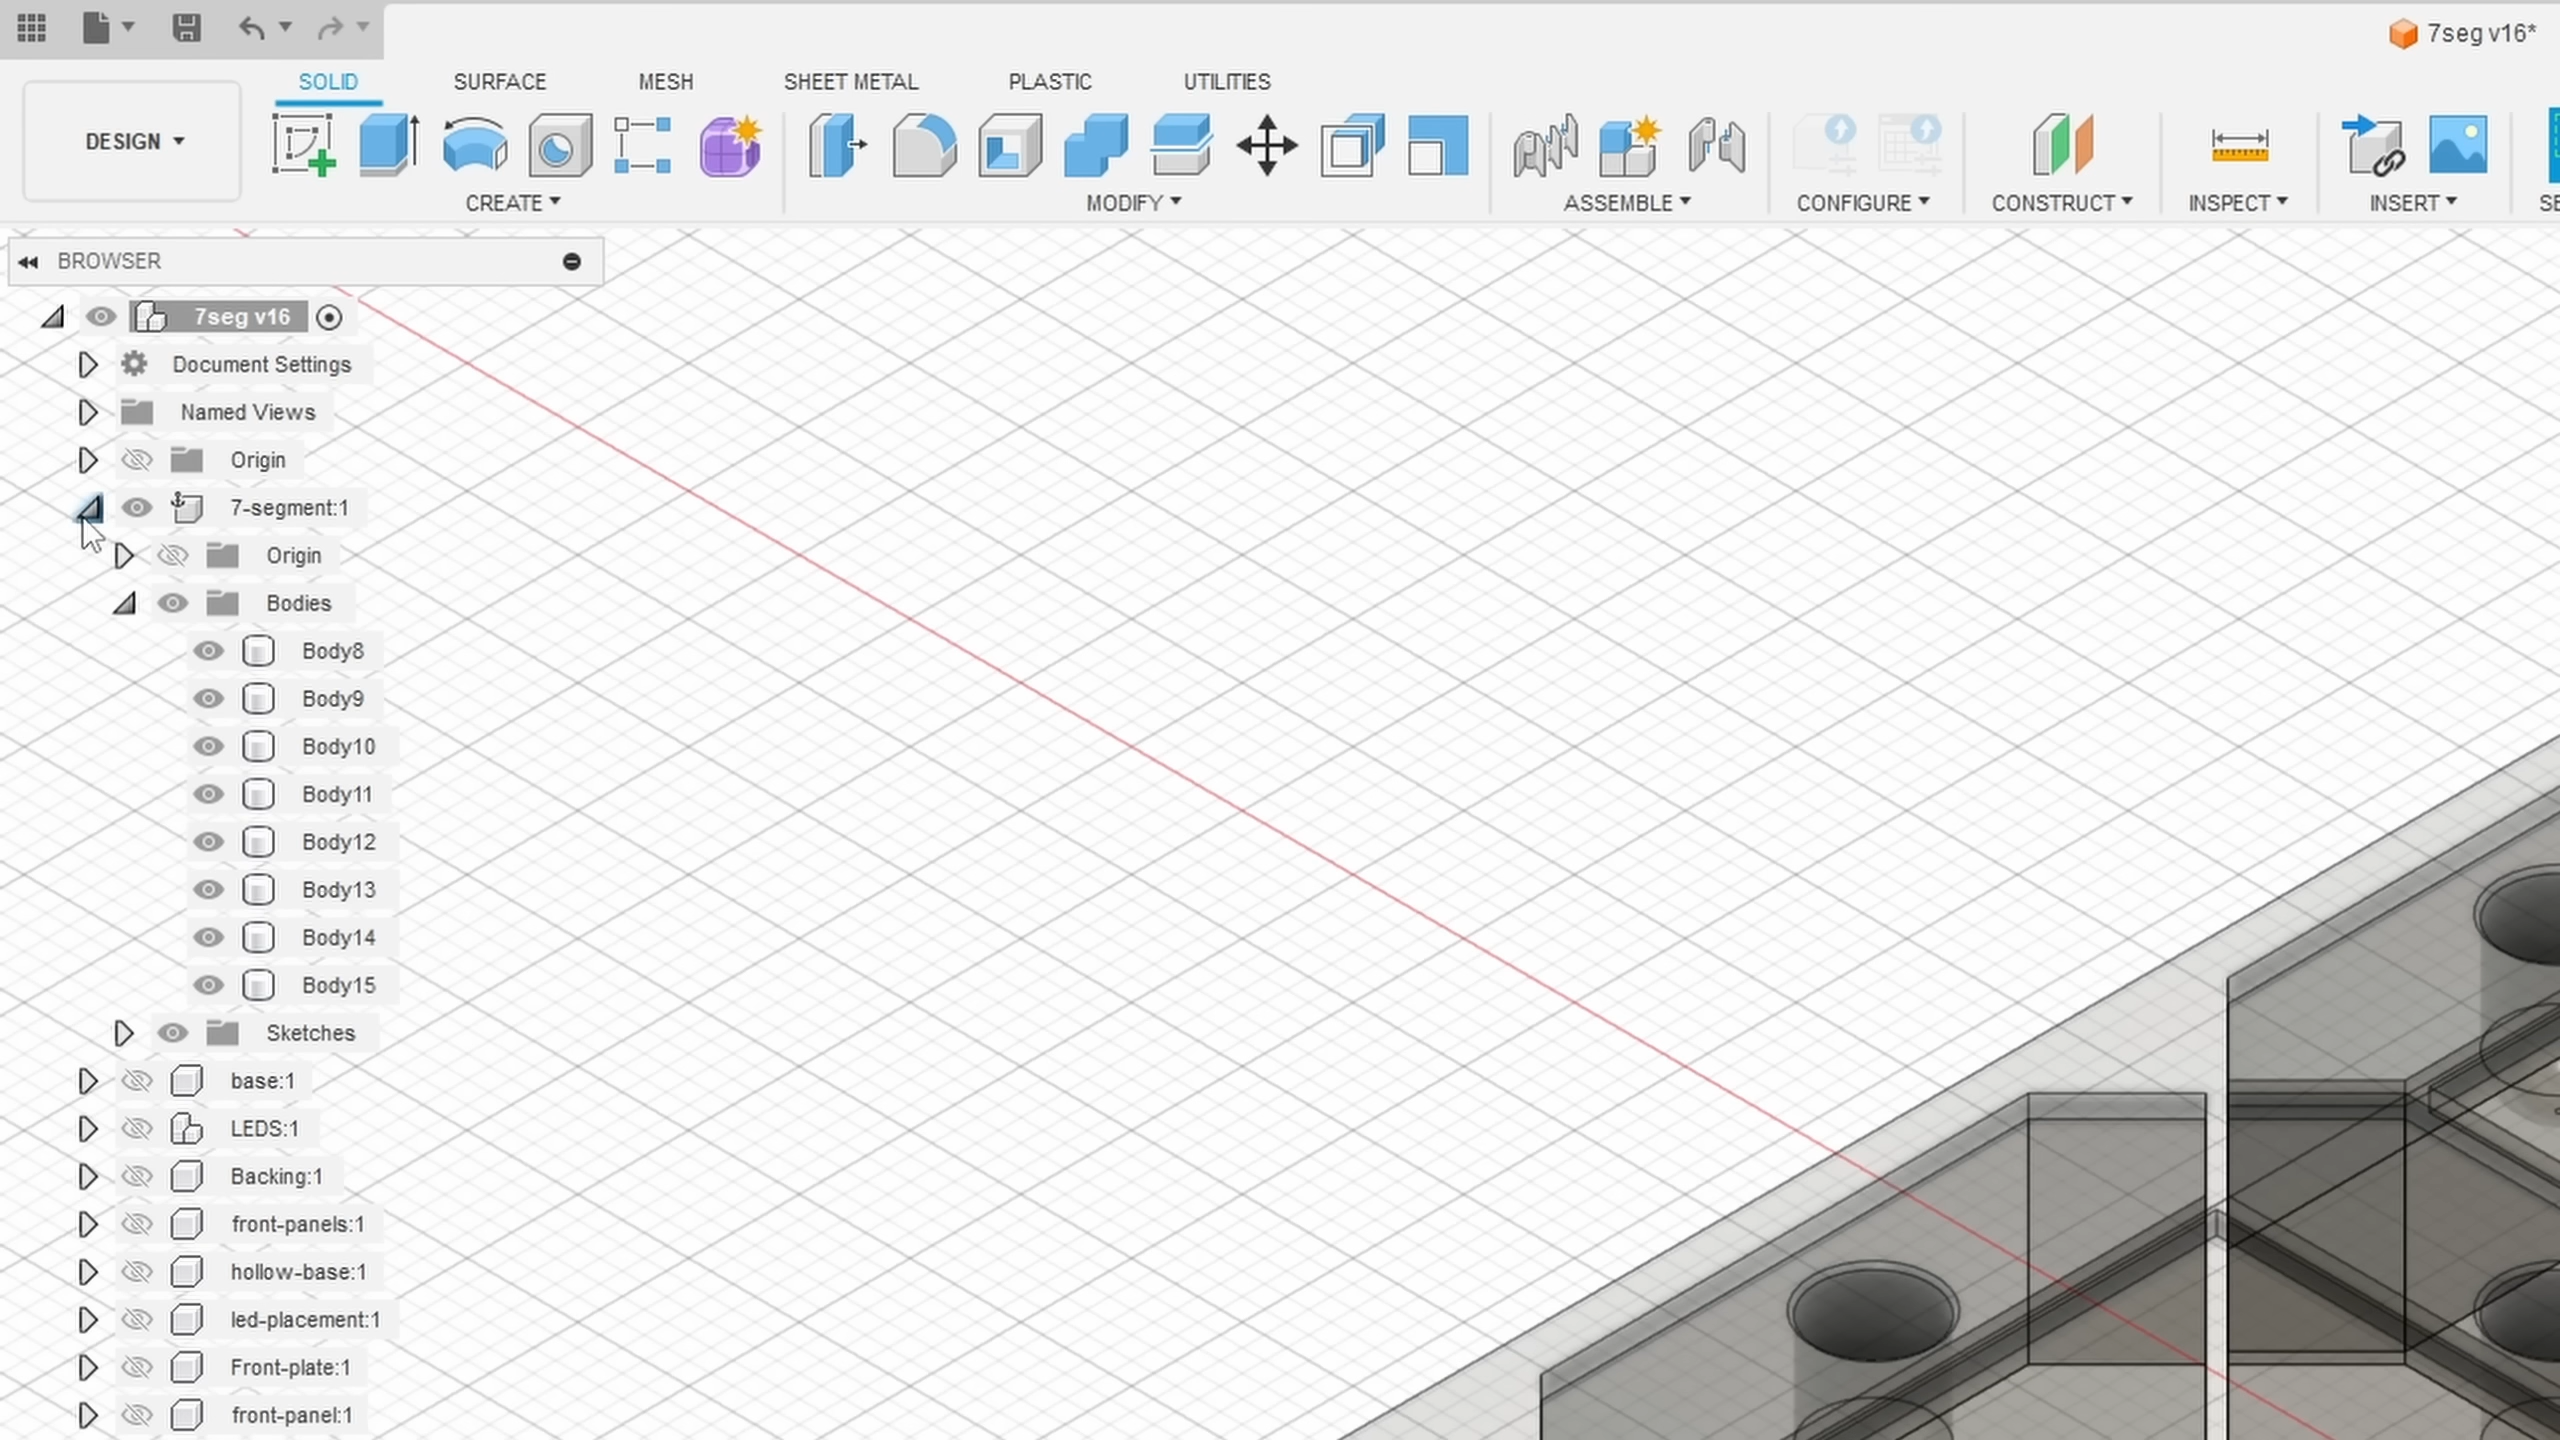 7seg v16*
SOLID SURFACE MESH SHEET METAL PLASTIC UTILITIES
DESIGN
CREATE MODIFY ASSEMBLE CONFIGURE CONSTRUCT INSPECT INSERT
BROWSER
7seg v16
Document Settings
Named Views
Origin
7-segment:1
Origin
Bodies
Body8
Body9
Body10
Body11
Body12
Body13
Body14
Body15
Sketches
base:1
LEDS:1
Backing:1
front-panels:1
hollow-base:1
led-placement:1
Front-plate:1
front-panel:1